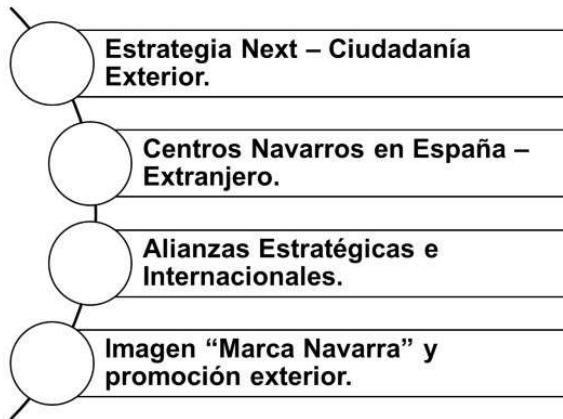 Estrategia Next – Ciudadanía
Exterior.
Centros Navarros en España –
Extranjero.
Alianzas Estratégicas e
Internacionales.
Imagen “Marca Navarra” y
promoción exterior.